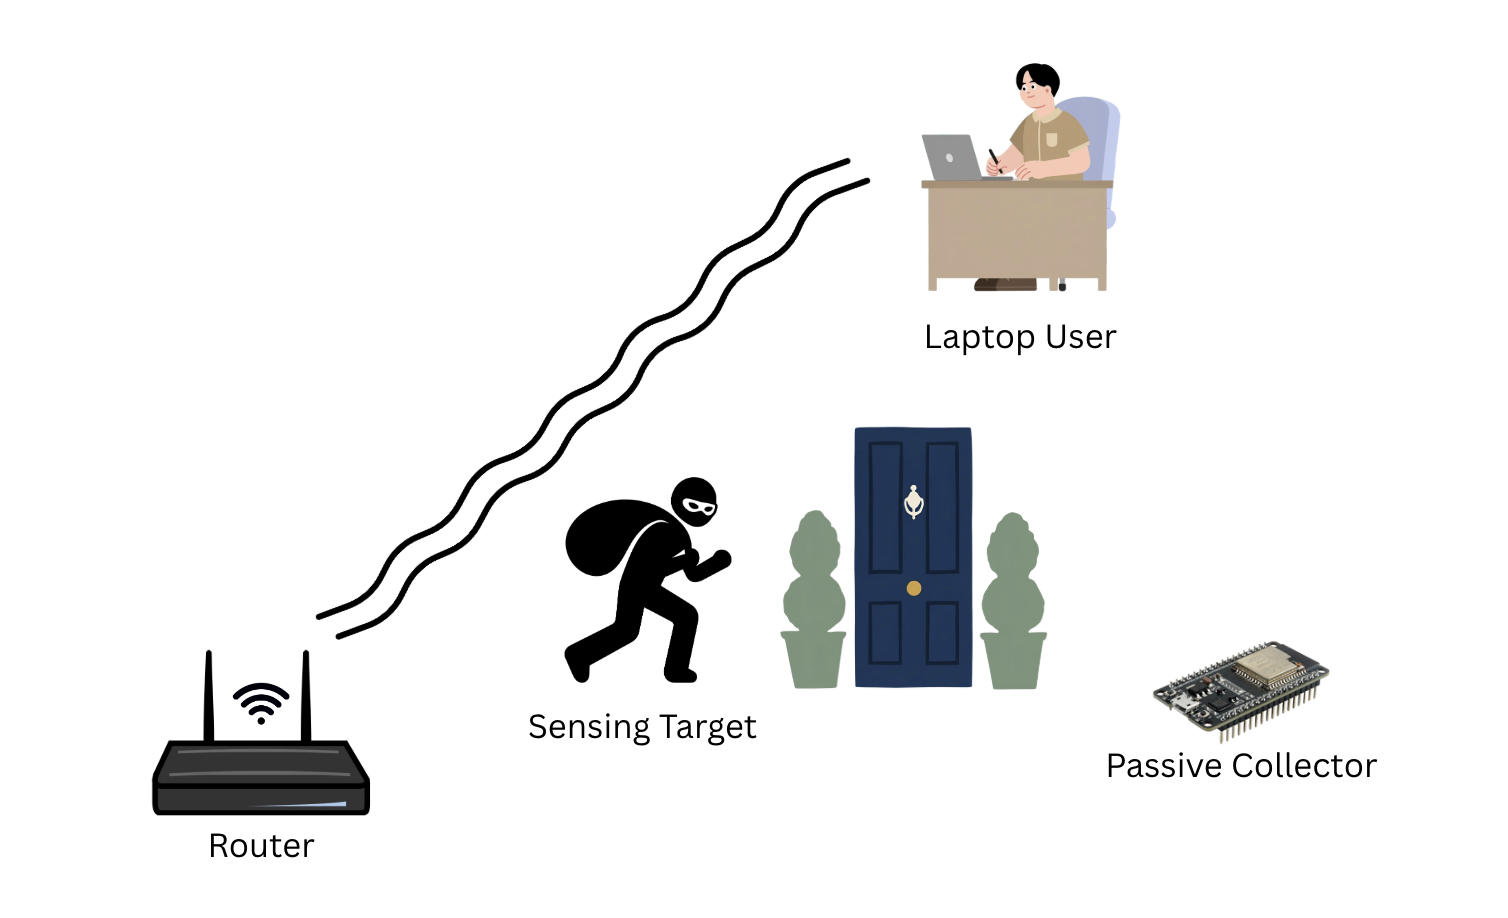 Laptop User
Sensing Target
Passive Collector
Router